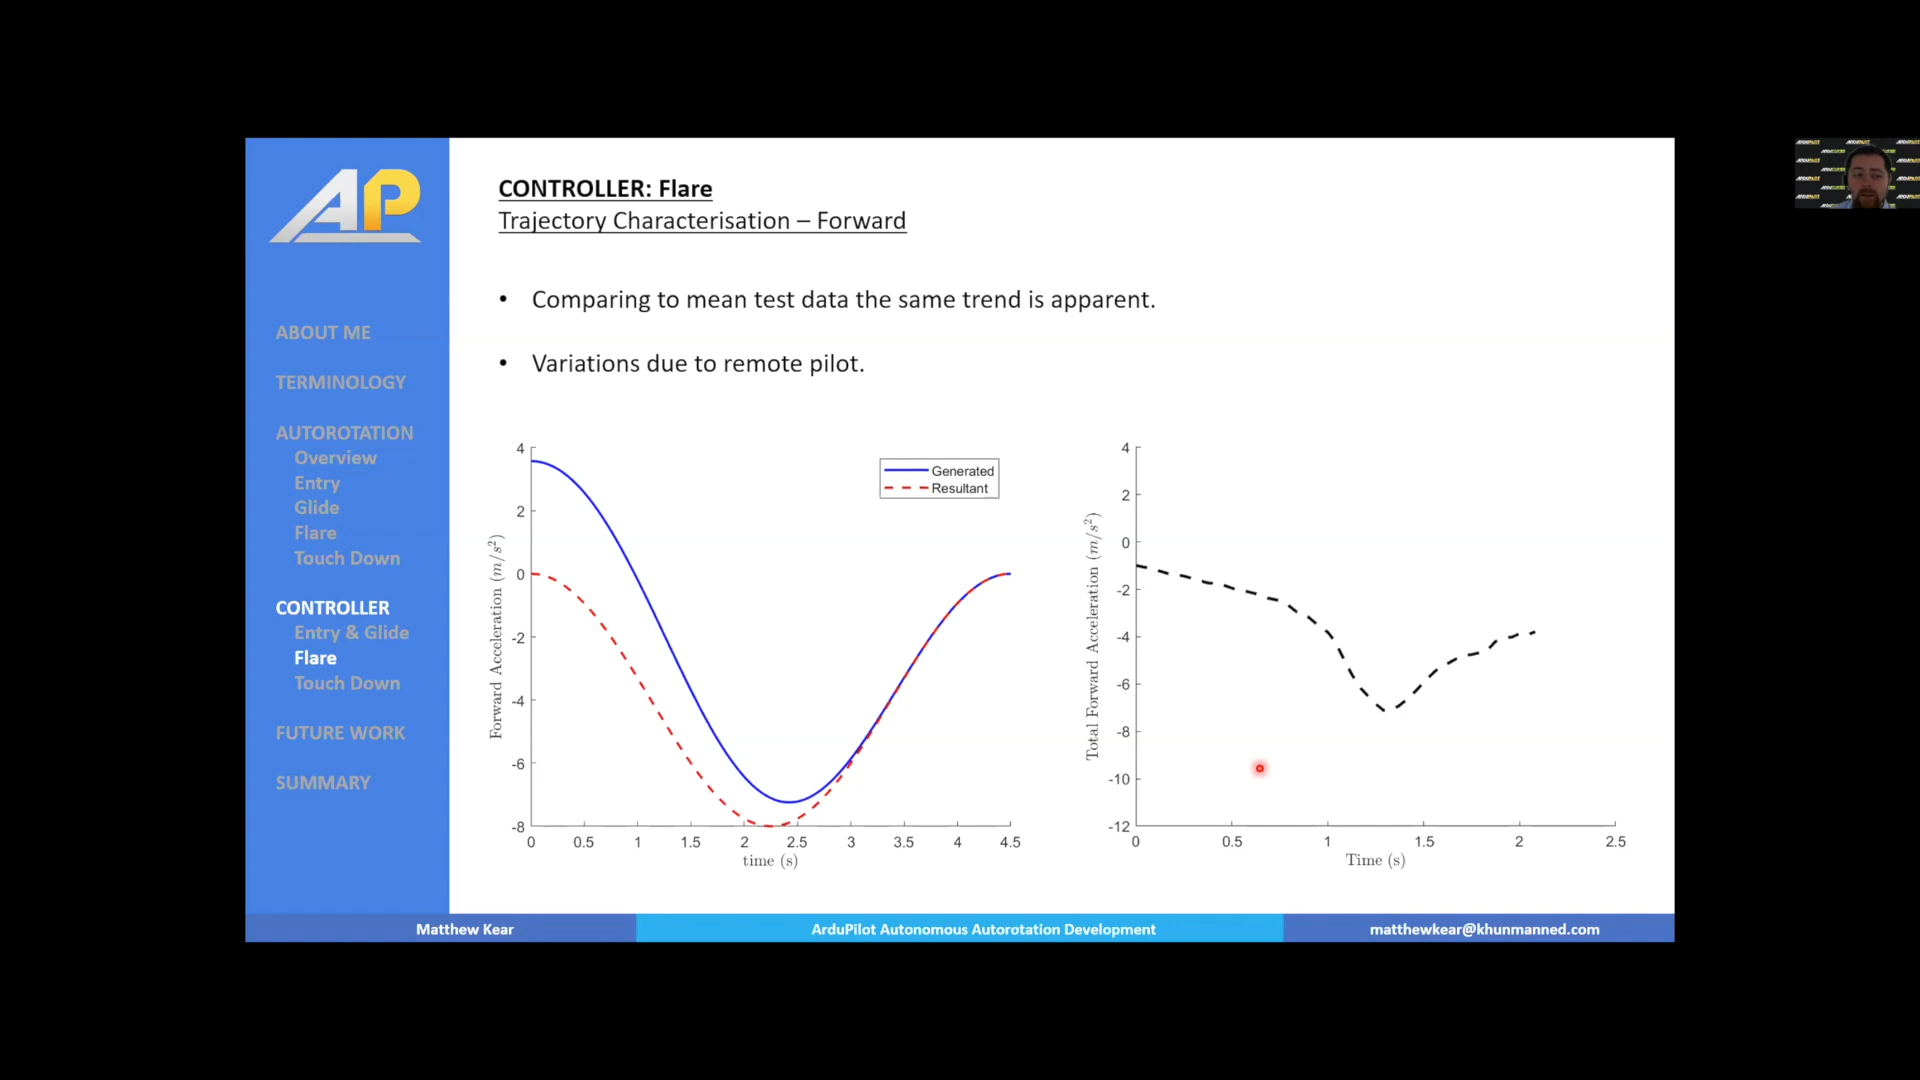 AP
ABOUT ME
TERMINOLOGY
AUTOROTATION
Overview
Entry
Glide
Flare
Touch Down
CONTROLLER
Entry & Glide
Flare
Touch Down
FUTURE WORK
SUMMARY
CONTROLLER: Flare
Trajectory Characterisation – Forward
• Comparing to mean test data the same trend is apparent.
• Variations due to remote pilot.
Forward Acceleration (m/s²)
4
2
0
-2
-4
-6
-8
0 0.5 1 1.5 2 2.5 3 3.5 4 4.5
time (s)
Generated
Resultant
Total Forward Acceleration (m/s²)
4
2
0
-2
-4
-6
-8
-10
-12
0 0.5 1 1.5 2 2.5
Time (s)
Matthew Kear
ArduPilot Autonomous Autorotation Development
matthewkear@khunmanned.com